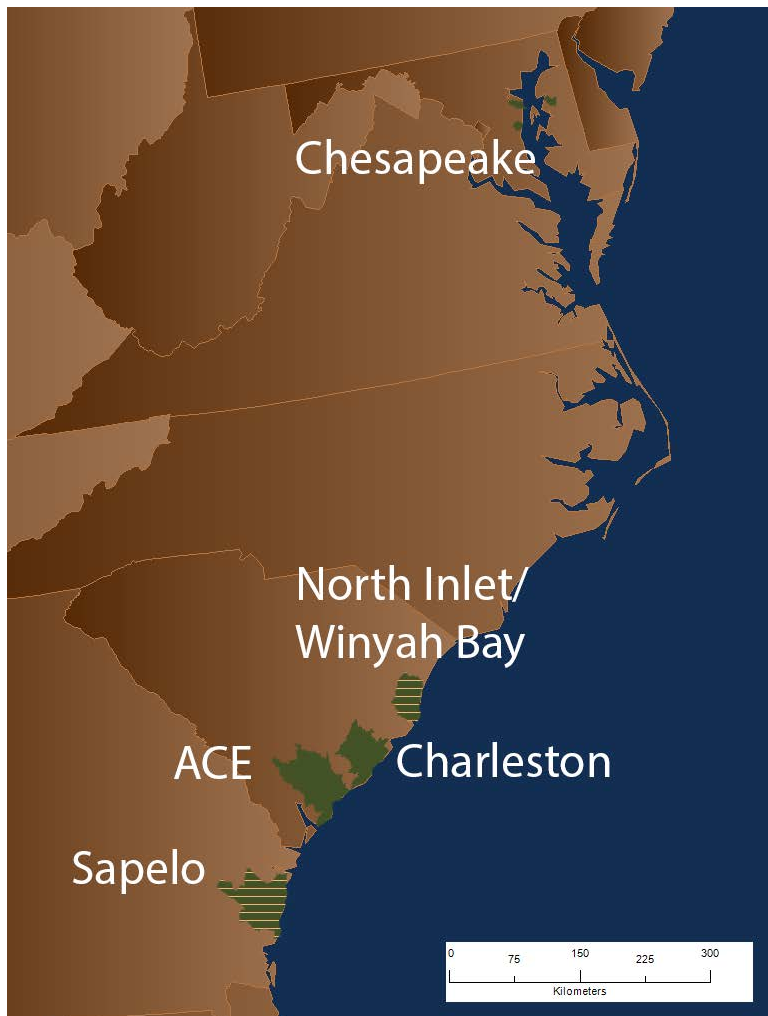 Chesapeake
North Inlet/
Winyah Bay
ACE
Charleston
Sapelo
0 75 150 225 300
Kilometers